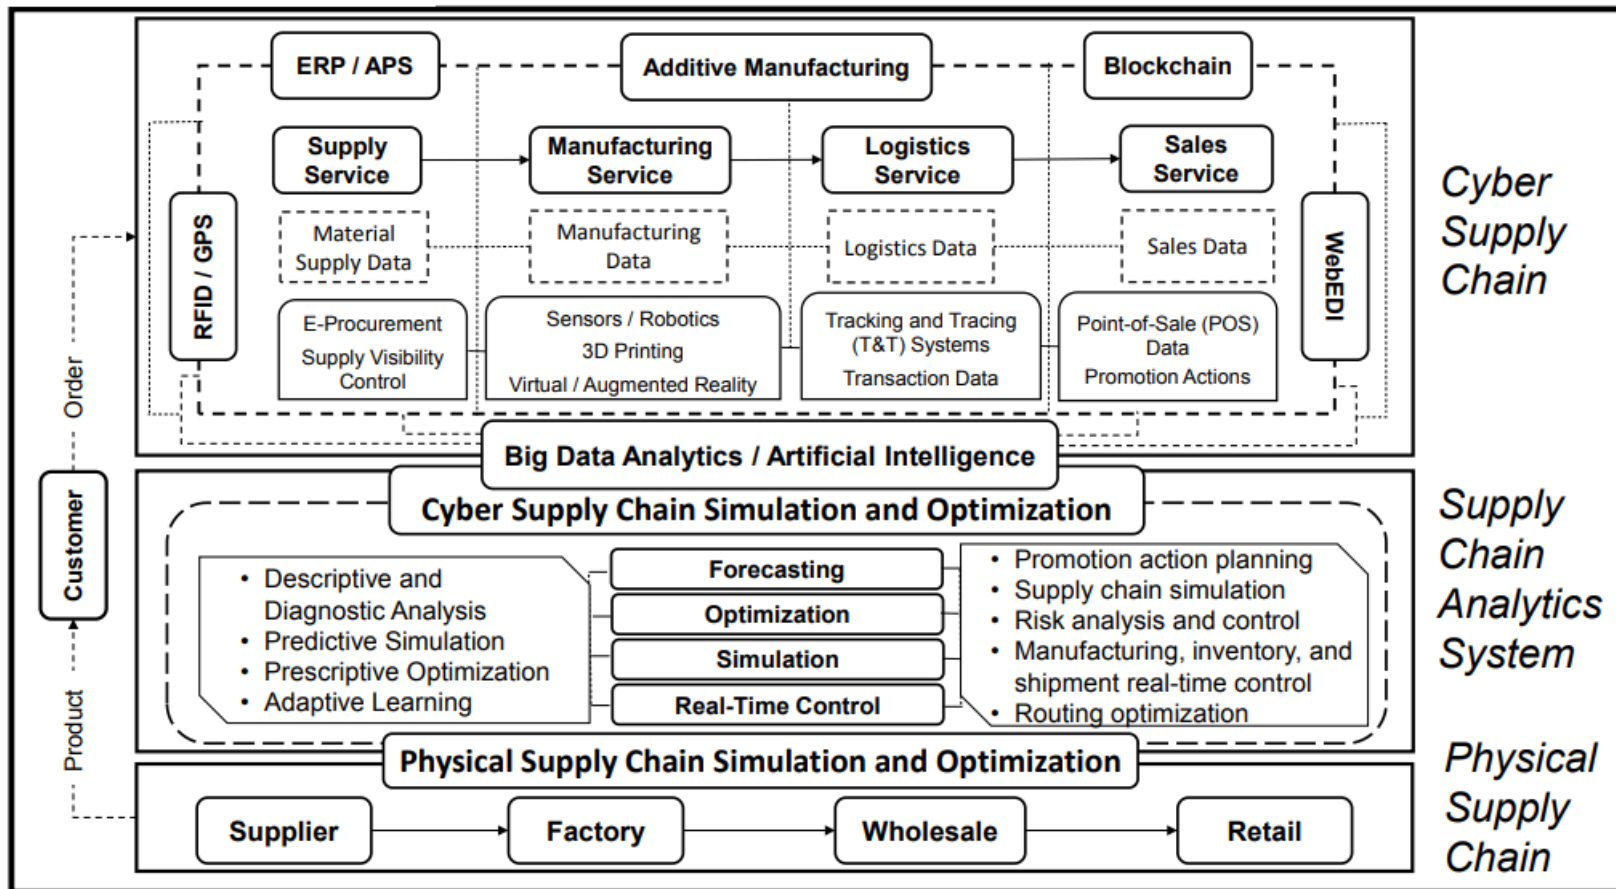 ERP / APS
Additive Manufacturing
Blockchain
Supply
Service
Manufacturing
Service
Logistics
Service
Sales
Service
RFID / GPS
Material
Supply Data
Manufacturing
Data
Logistics Data
Sales Data
WebEDI
E-Procurement
Supply Visibility
Control
Sensors / Robotics
3D Printing
Virtual / Augmented Reality
Tracking and Tracing
(T&T) Systems
Transaction Data
Point-of-Sale (POS)
Data
Promotion Actions
Cyber
Supply
Chain
Order
Customer
Product
Big Data Analytics / Artificial Intelligence
Cyber Supply Chain Simulation and Optimization
• Descriptive and
Diagnostic Analysis
• Predictive Simulation
• Prescriptive Optimization
• Adaptive Learning
Forecasting
Optimization
Simulation
Real-Time Control
• Promotion action planning
• Supply chain simulation
• Risk analysis and control
• Manufacturing, inventory, and
shipment real-time control
• Routing optimization
Supply
Chain
Analytics
System
Physical Supply Chain Simulation and Optimization
Supplier
Factory
Wholesale
Retail
Physical
Supply
Chain